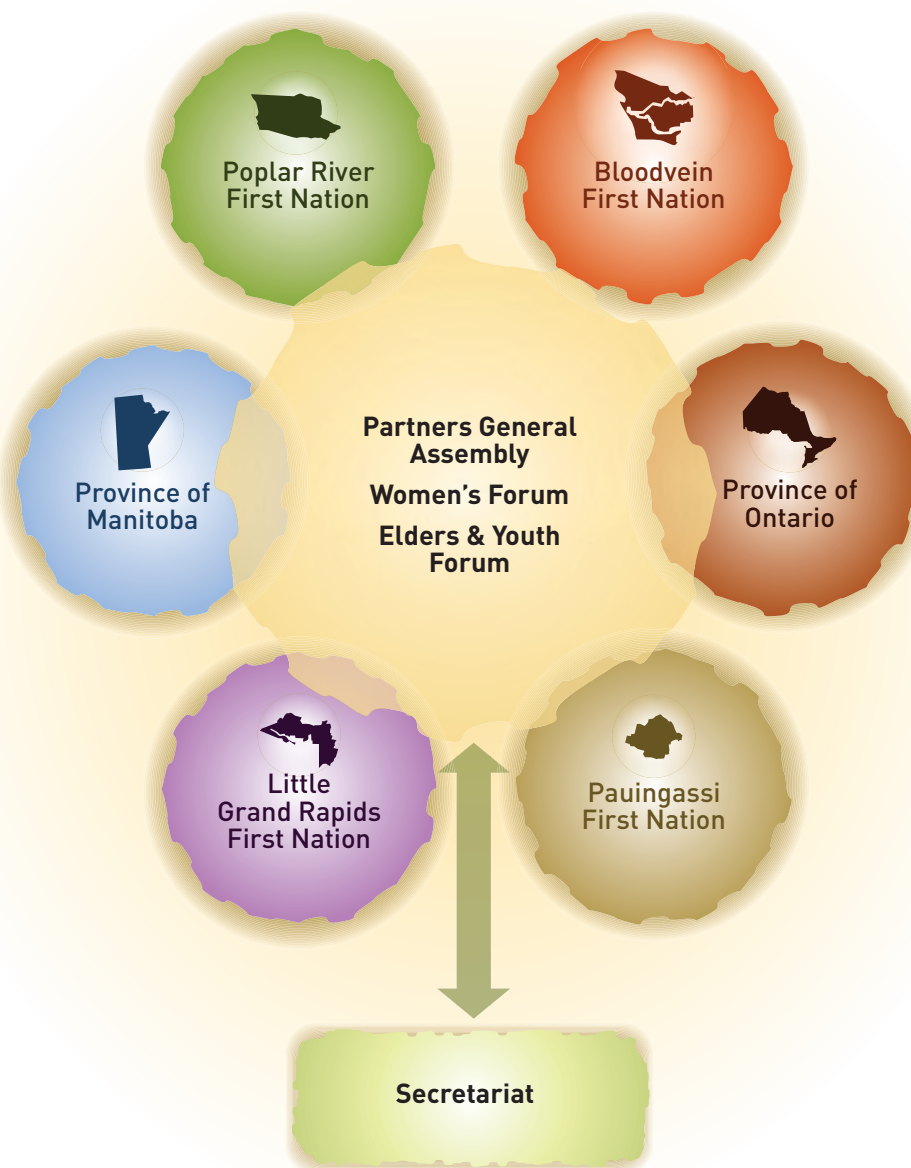 Poplar River
First Nation
Bloodvein
First Nation
Province of
Manitoba
Partners General
Assembly
Women’s Forum
Elders & Youth
Forum
Province of
Ontario
Little
Grand Rapids
First Nation
Pauingassi
First Nation
Secretariat